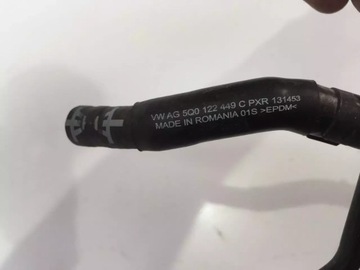 VW AG 5Q0 122 449 C PXR 131453
MADE IN ROMANIA 01S >EPDM<